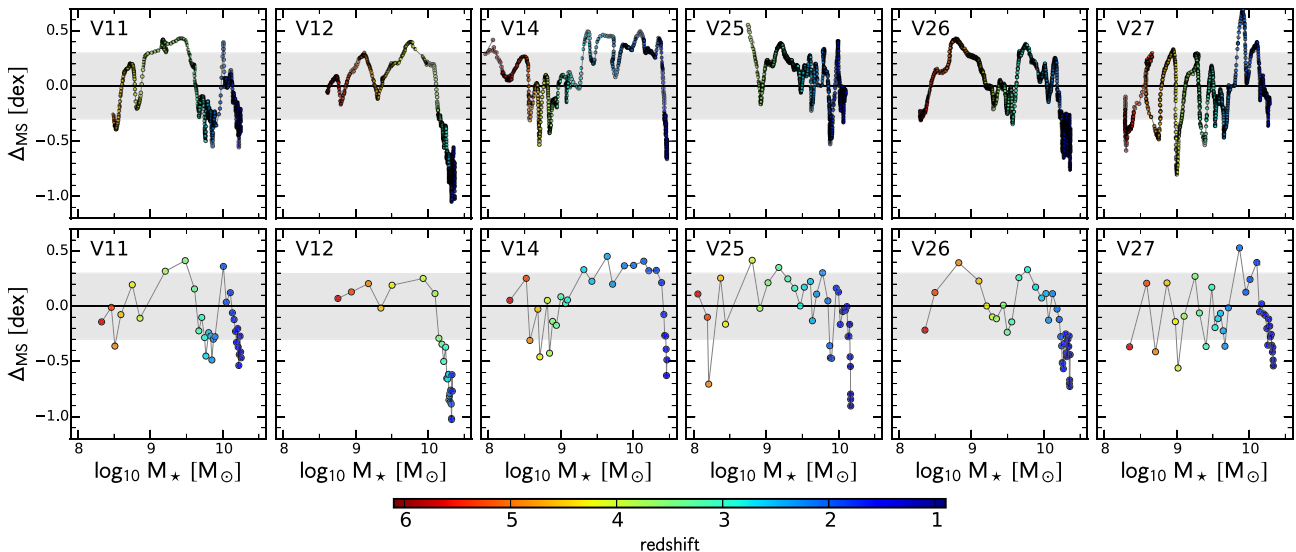 V11 V12 V14 V25 V26 V27
Δ_MS [dex]
0.5
0.0
−0.5
−1.0
V11 V12 V14 V25 V26 V27
Δ_MS [dex]
0.5
0.0
−0.5
−1.0
8 9 10 8 9 10 8 9 10 8 9 10 8 9 10 8 9 10
log₁₀ M⋆ [M⊙] log₁₀ M⋆ [M⊙] log₁₀ M⋆ [M⊙] log₁₀ M⋆ [M⊙] log₁₀ M⋆ [M⊙] log₁₀ M⋆ [M⊙]
6 5 4 3 2 1
redshift